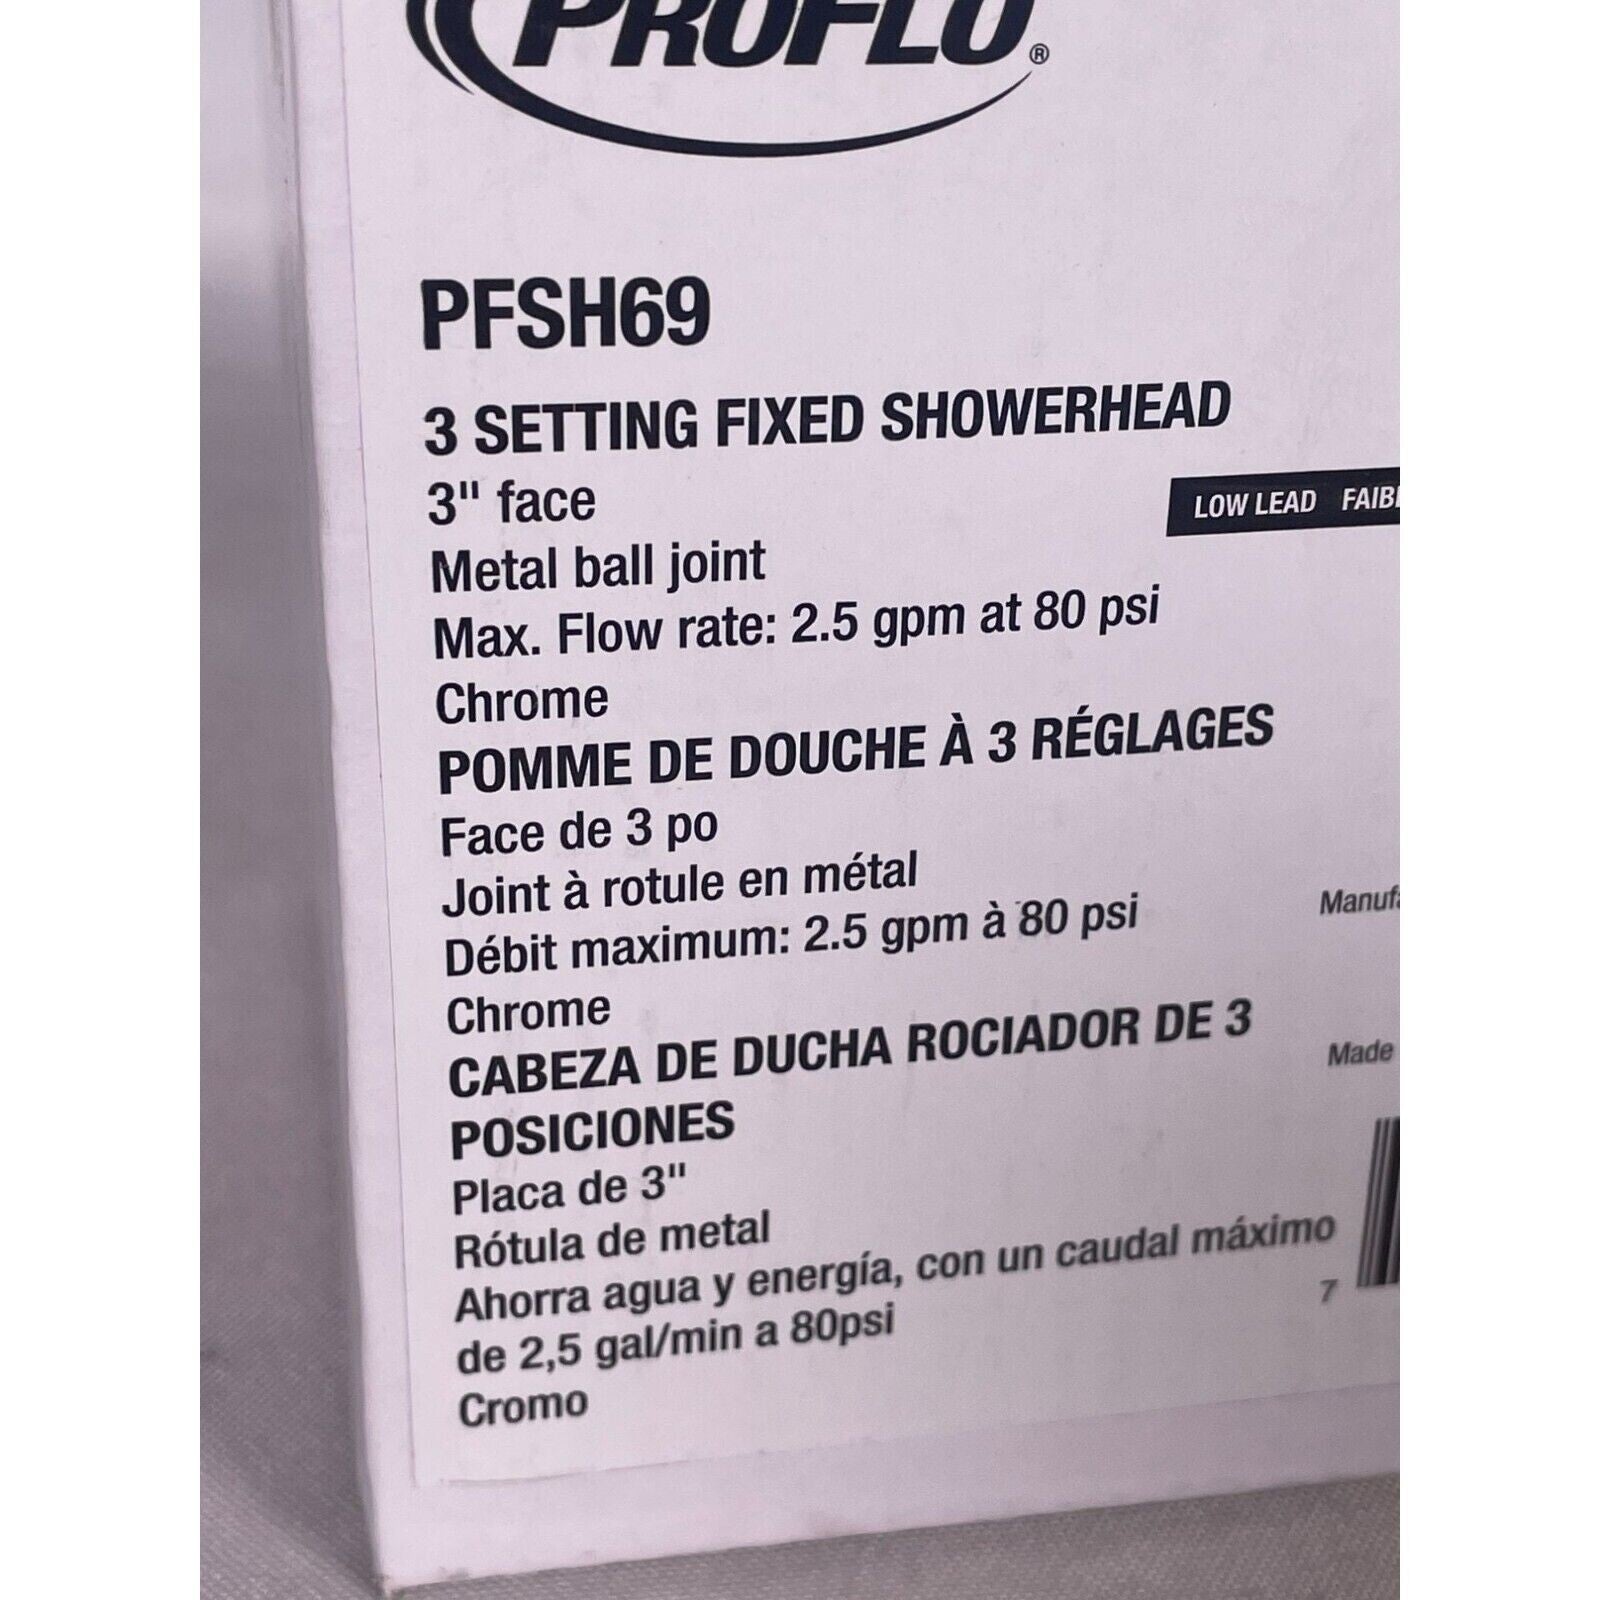 PROFLO®
PFSH69
3 SETTING FIXED SHOWERHEAD
3" face
LOW LEAD
Metal ball joint
Max. Flow rate: 2.5 gpm at 80 psi
Chrome
POMME DE DOUCHE À 3 RÉGLAGES
Face de 3 po
Joint à rotule en métal
Débit maximum: 2.5 gpm à 80 psi
Chrome
CABEZA DE DUCHA ROCIADOR DE 3
POSICIONES
Placa de 3"
Rótula de metal
Ahorra agua y energía, con un caudal máximo
de 2,5 gal/min a 80psi
Cromo
Made
7